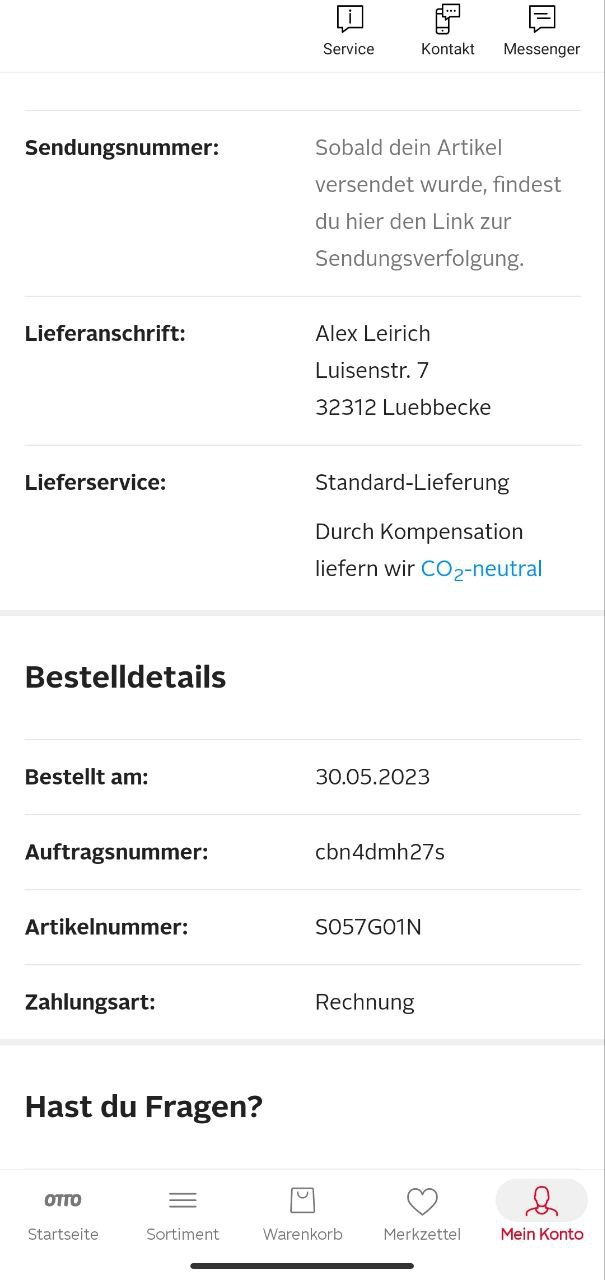 Service Kontakt Messenger
Sendungsnummer: Sobald dein Artikel
versendet wurde, findest
du hier den Link zur
Sendungsverfolgung.
Lieferanschrift: Alex Leirich
Luisenstr. 7
32312 Luebbecke
Lieferservice: Standard-Lieferung
Durch Kompensation
liefern wir CO₂-neutral
Bestelldetails
Bestellt am: 30.05.2023
Auftragsnummer: cbn4dmh27s
Artikelnummer: S057G01N
Zahlungsart: Rechnung
Hast du Fragen?
OTTO
Startseite Sortiment Warenkorb Merkzettel Mein Konto